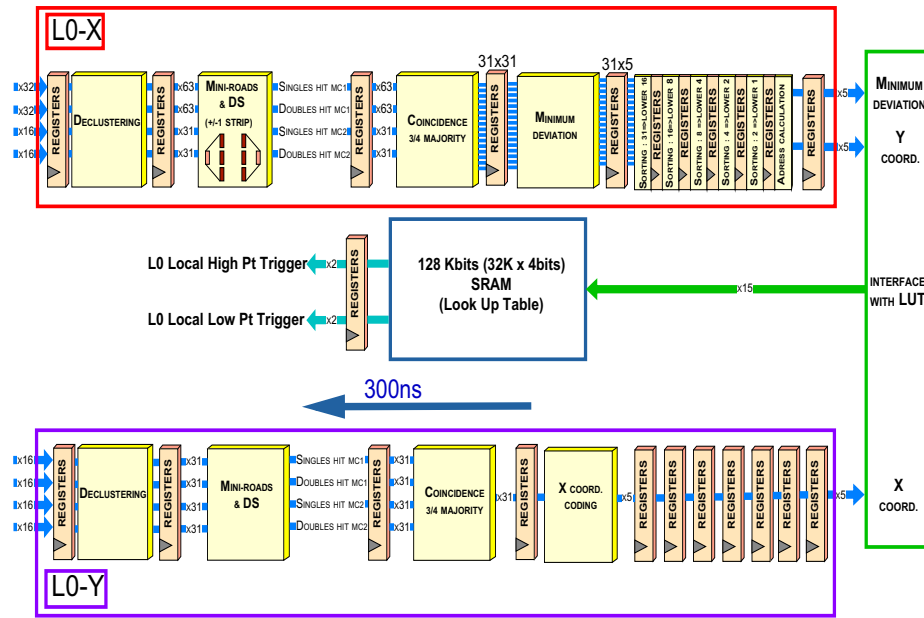 L0-X
31x31
31x5
x32
x32
x16
x16
REGISTERS
DECLUSTERING
REGISTERS
x63
x63
x31
x31
MINI-ROADS
& DS
(+/-1 STRIP)
SINGLES HIT MC1
DOUBLES HIT MC1
SINGLES HIT MC2
DOUBLES HIT MC2
REGISTERS
x63
x63
x31
x31
COINCIDENCE
3/4 MAJORITY
REGISTERS
MINIMUM
DEVIATION
REGISTERS
SORTING : 31=>LOWER 16
REGISTERS
SORTING : 16=>LOWER 8
REGISTERS
SORTING : 8 =>LOWER 4
REGISTERS
SORTING : 4 =>LOWER 2
REGISTERS
SORTING : 2 =>LOWER 1
REGISTERS
ADRESS CALCULATION
REGISTERS
x5
x5
MINIMUM
DEVIATION
Y
COORD.
L0 Local High Pt Trigger
L0 Local Low Pt Trigger
x2
x2
REGISTERS
128 Kbits (32K x 4bits)
SRAM
(Look Up Table)
x15
INTERFACE
WITH LUT
300ns
x16
x16
x16
x16
REGISTERS
DECLUSTERING
REGISTERS
x31
x31
x31
x31
MINI-ROADS
& DS
SINGLES HIT MC1
DOUBLES HIT MC1
SINGLES HIT MC2
DOUBLES HIT MC2
REGISTERS
x31
x31
x31
x31
COINCIDENCE
3/4 MAJORITY
x31
REGISTERS
X COORD.
CODING
x5
REGISTERS
REGISTERS
REGISTERS
REGISTERS
REGISTERS
REGISTERS
REGISTERS
x5
X
COORD.
L0-Y